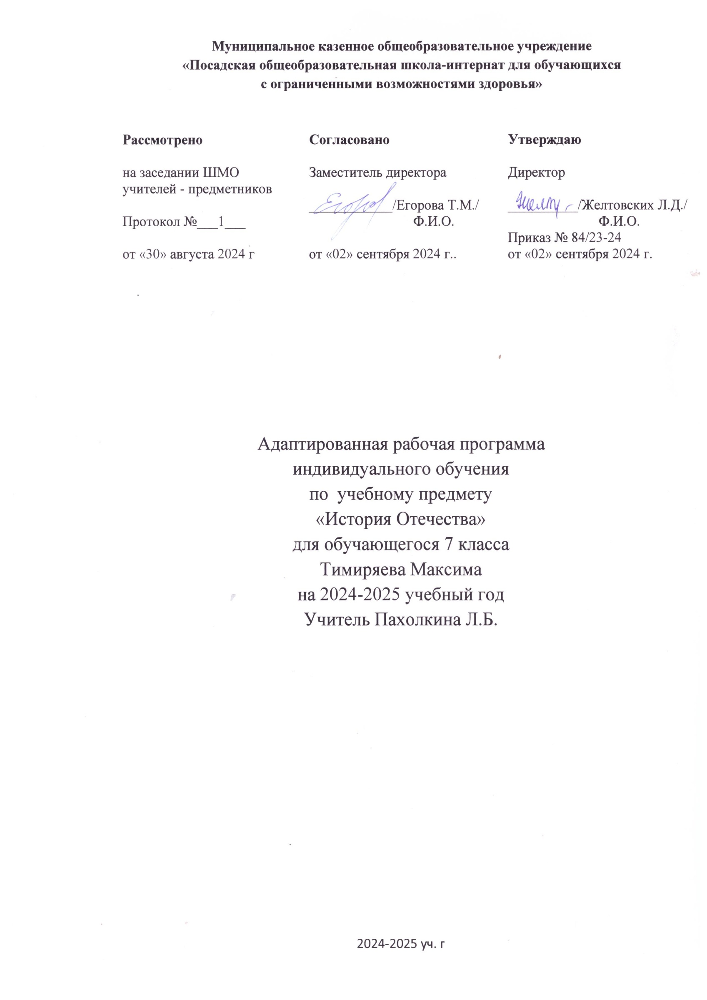 Муниципальное казенное общеобразовательное учреждение
«Посадская общеобразовательная школа-интернат для обучающихся
с ограниченными возможностями здоровья»
Рассмотрено
на заседании ШМО
учителей - предметников
Протокол №___1___
от «30» августа 2024 г
Согласовано
Заместитель директора
Егоров /Егорова Т.М./
Ф.И.О.
от «02» сентября 2024 г..
Утверждаю
Директор
/Желтовских Л.Д./
Ф.И.О.
Приказ № 84/23-24
от «02» сентября 2024 г.
Адаптированная рабочая программа
индивидуального обучения
по учебному предмету
«История Отечества»
для обучающегося 7 класса
Тимиряева Максима
на 2024-2025 учебный год
Учитель Пахолкина Л.Б.
2024-2025 уч. г